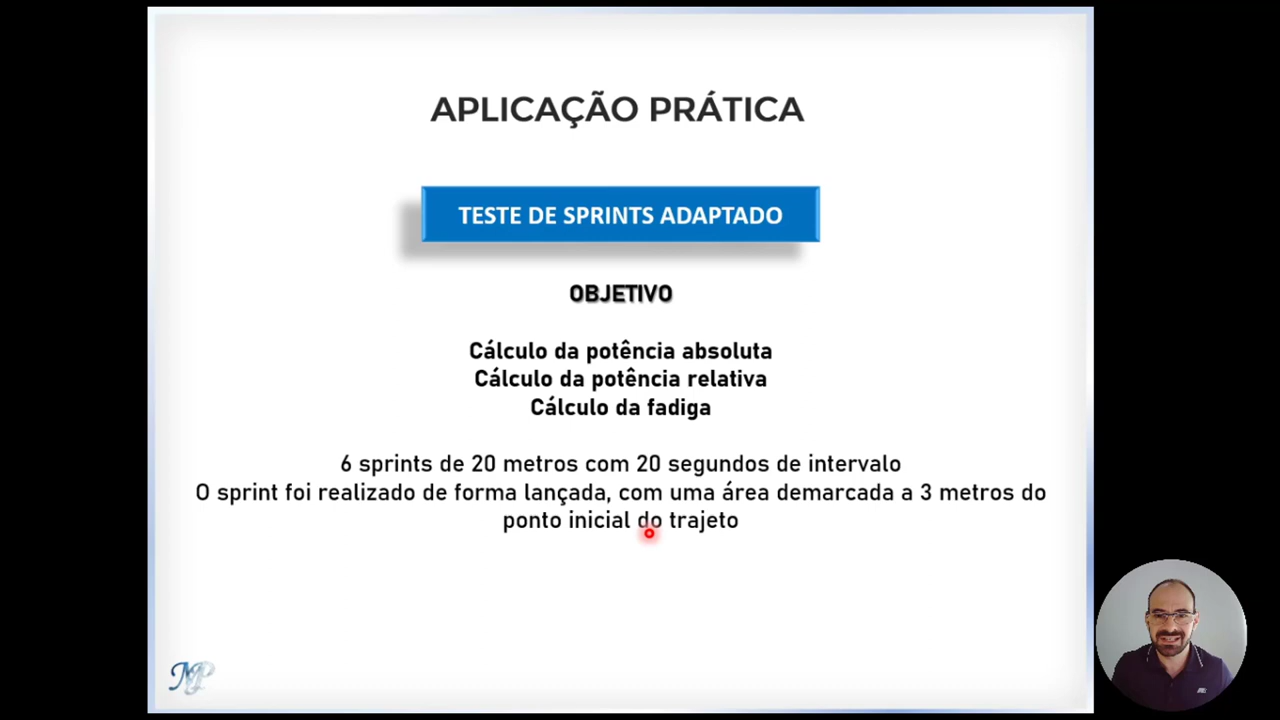 APLICAÇÃO PRÁTICA
TESTE DE SPRINTS ADAPTADO
OBJETIVO
Cálculo da potência absoluta
Cálculo da potência relativa
Cálculo da fadiga
6 sprints de 20 metros com 20 segundos de intervalo
O sprint foi realizado de forma lançada, com uma área demarcada a 3 metros do
ponto inicial do trajeto
MP